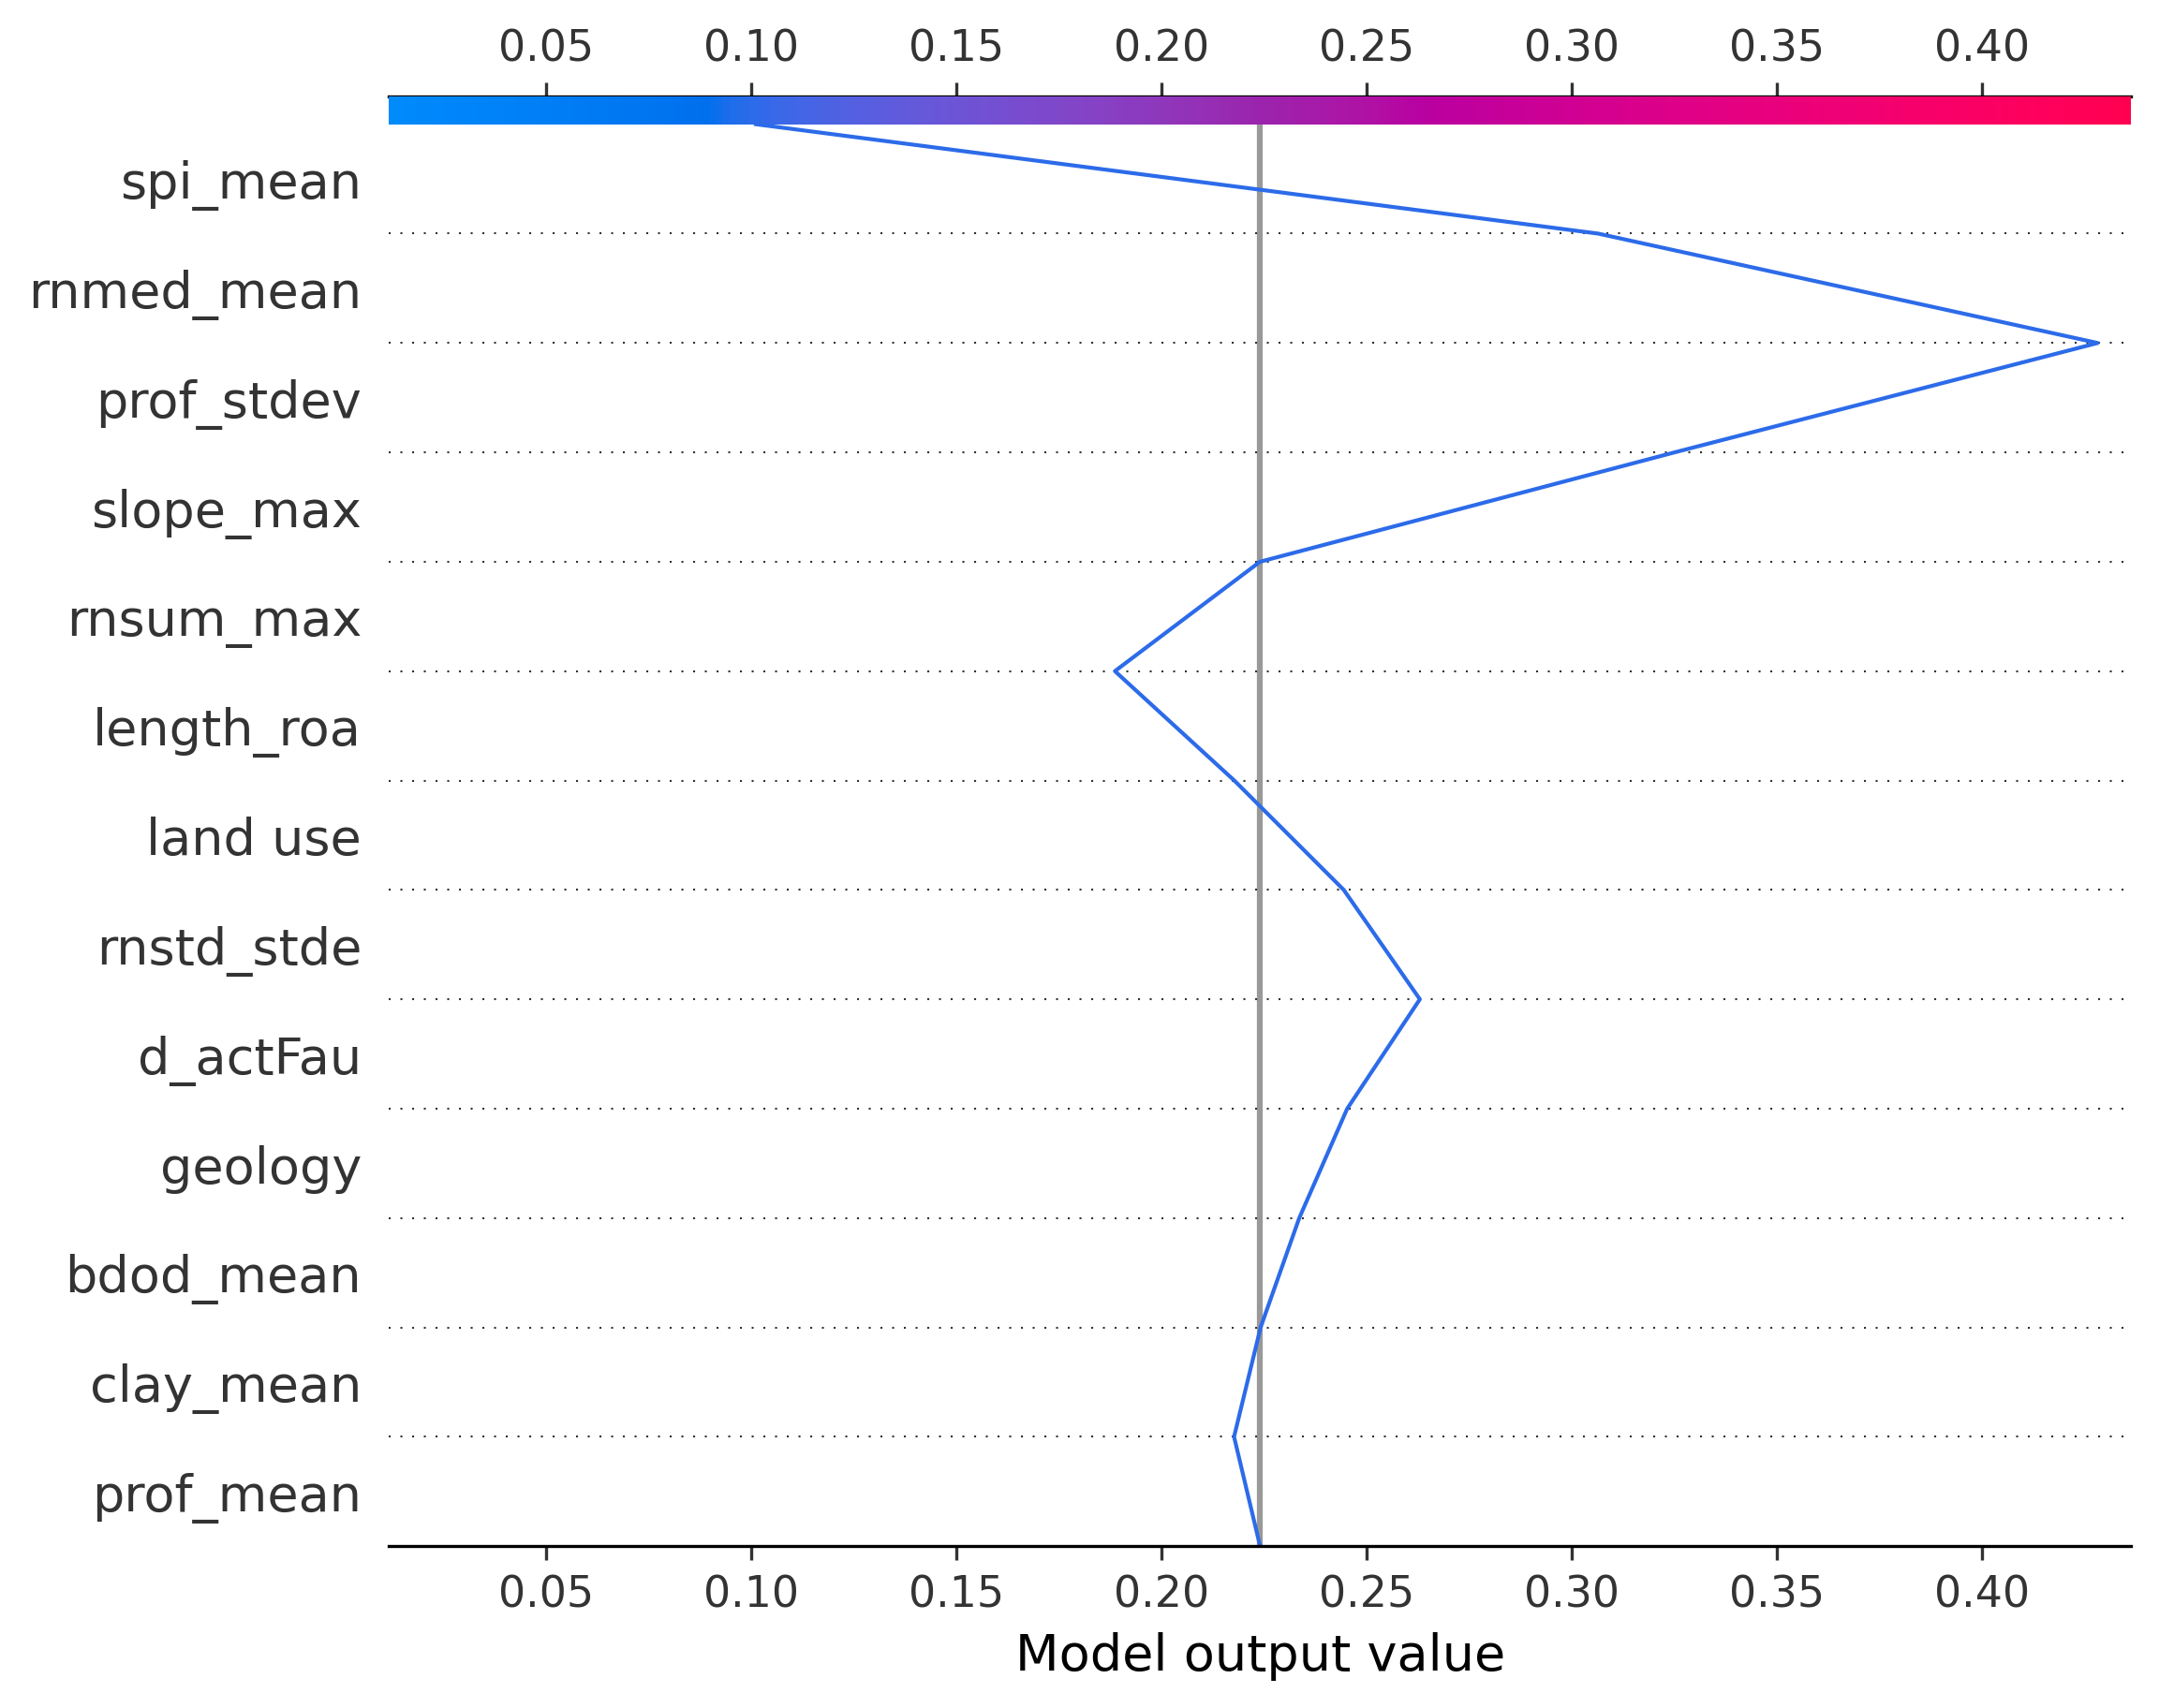 0.05 0.10 0.15 0.20 0.25 0.30 0.35 0.40
spi_mean
rnmed_mean
prof_stdev
slope_max
rnsum_max
length_roa
land use
rnstd_stde
d_actFau
geology
bdod_mean
clay_mean
prof_mean
0.05 0.10 0.15 0.20 0.25 0.30 0.35 0.40
Model output value